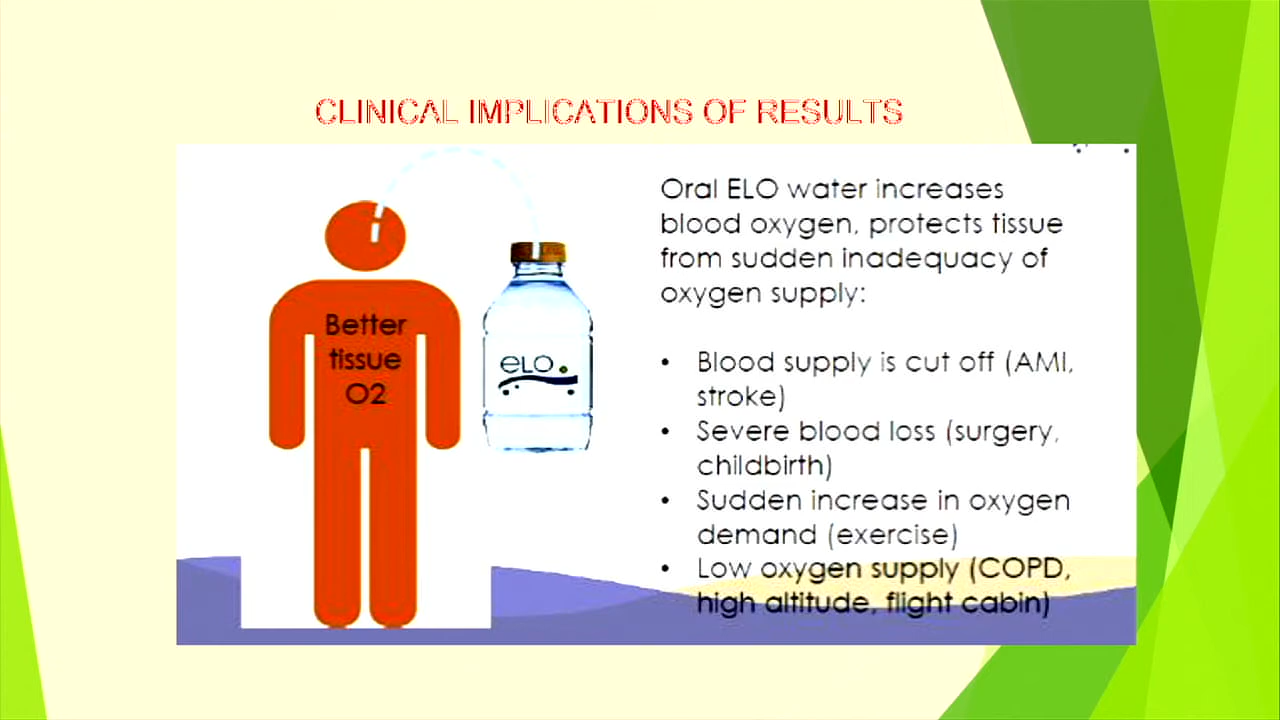 CLINICAL IMPLICATIONS OF RESULTS
Oral ELO water increases
blood oxygen, protects tissue
from sudden inadequacy of
oxygen supply:
• Blood supply is cut off (AMI,
stroke)
• Severe blood loss (surgery,
childbirth)
• Sudden increase in oxygen
demand (exercise)
• Low oxygen supply (COPD,
high altitude, flight cabin)
Better
tissue
O2
eLO